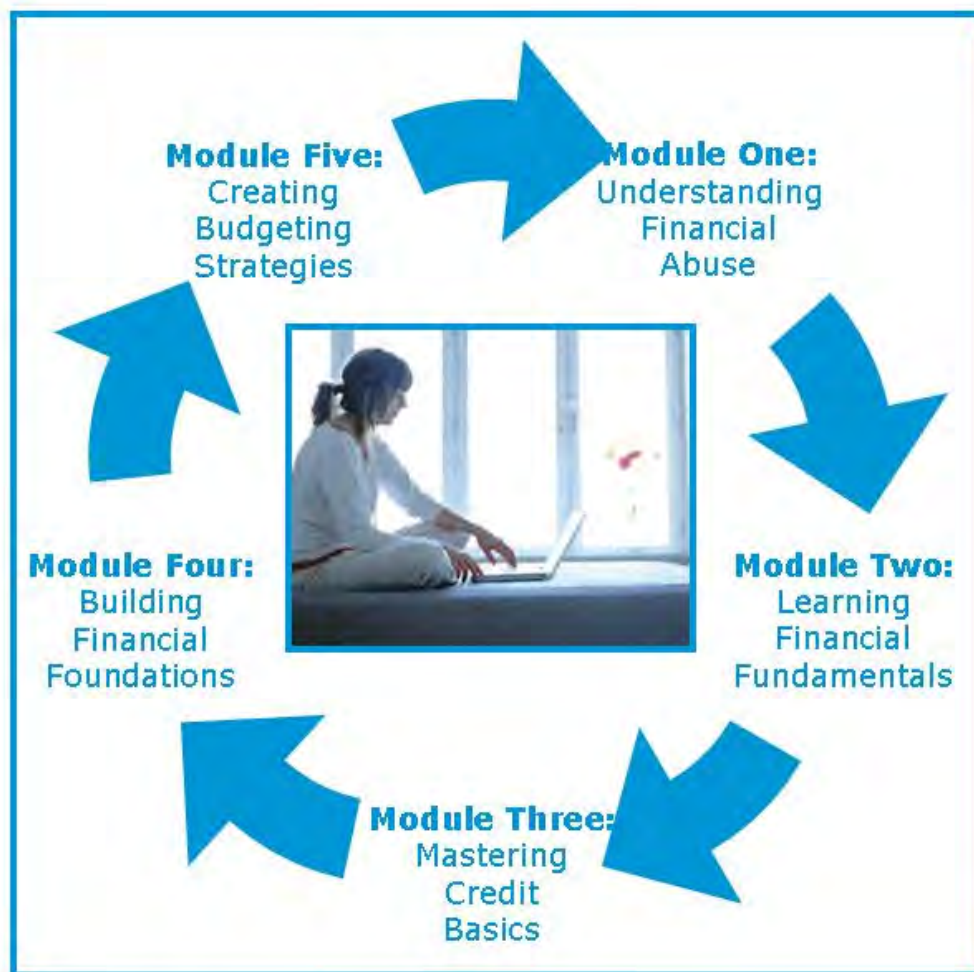 Module Five:
Creating
Budgeting
Strategies
Module One:
Understanding
Financial
Abuse
Module Four:
Building
Financial
Foundations
Module Two:
Learning
Financial
Fundamentals
Module Three:
Mastering
Credit
Basics